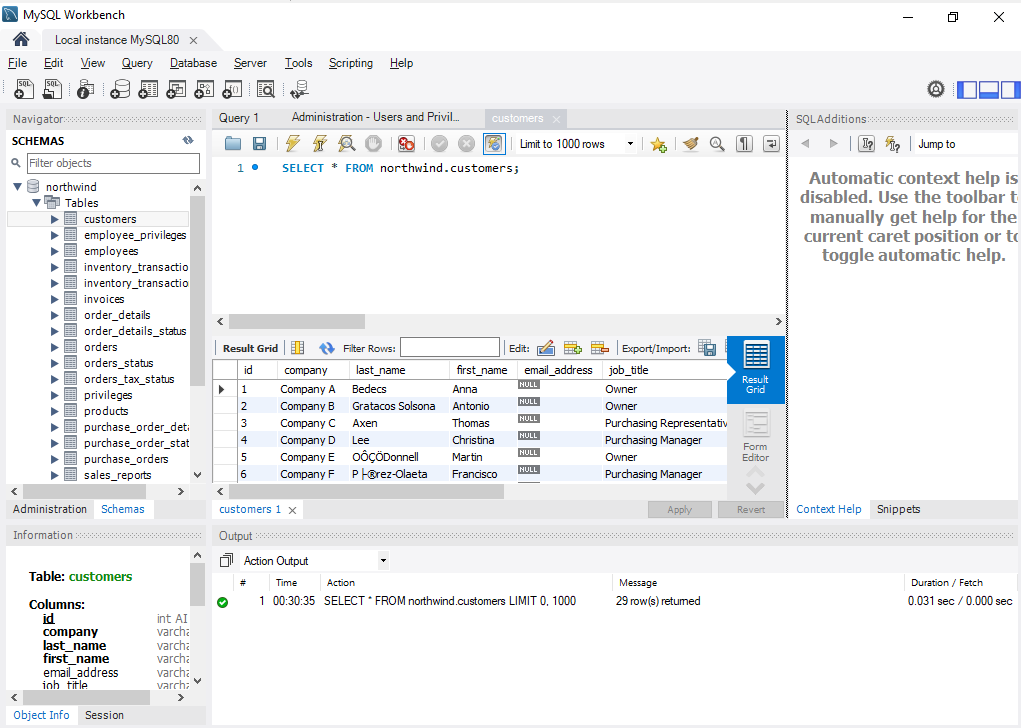 MySQL Workbench
Local instance MySQL80
File Edit View Query Database Server Tools Scripting Help
Navigator
SCHEMAS
Filter objects
northwind
Tables
customers
employee_privileges
employees
inventory_transactio
inventory_transactio
invoices
order_details
order_details_status
orders
orders_status
orders_tax_status
privileges
products
purchase_order_deta
purchase_order_stat
purchase_orders
sales_reports
Administration Schemas
Information
Table: customers
Columns:
id int AI
company varcha
last_name varcha
first_name varcha
email_address varcha
job_title varcha
Object Info Session
Query 1 Administration - Users and Privil... customers
Limit to 1000 rows
1 SELECT * FROM northwind.customers;
Result Grid Filter Rows: Edit: Export/Import:
id company last_name first_name email_address job_title
1 Company A Bedecs Anna NULL Owner
2 Company B Gratacos Solsona Antonio NULL Owner
3 Company C Axen Thomas NULL Purchasing Representativ
4 Company D Lee Christina NULL Purchasing Manager
5 Company E OÔÇÖDonnell Martin NULL Owner
6 Company F P├®rez-Olaeta Francisco NULL Purchasing Manager
Result
Grid
Form
Editor
customers 1 Apply Revert
SQLAdditions
Jump to
Automatic context help is
disabled. Use the toolbar t
manually get help for the
current caret position or to
toggle automatic help.
Context Help Snippets
Output
Action Output
# Time Action Message Duration / Fetch
1 00:30:35 SELECT * FROM northwind.customers LIMIT 0, 1000 29 row(s) returned 0.031 sec / 0.000 sec